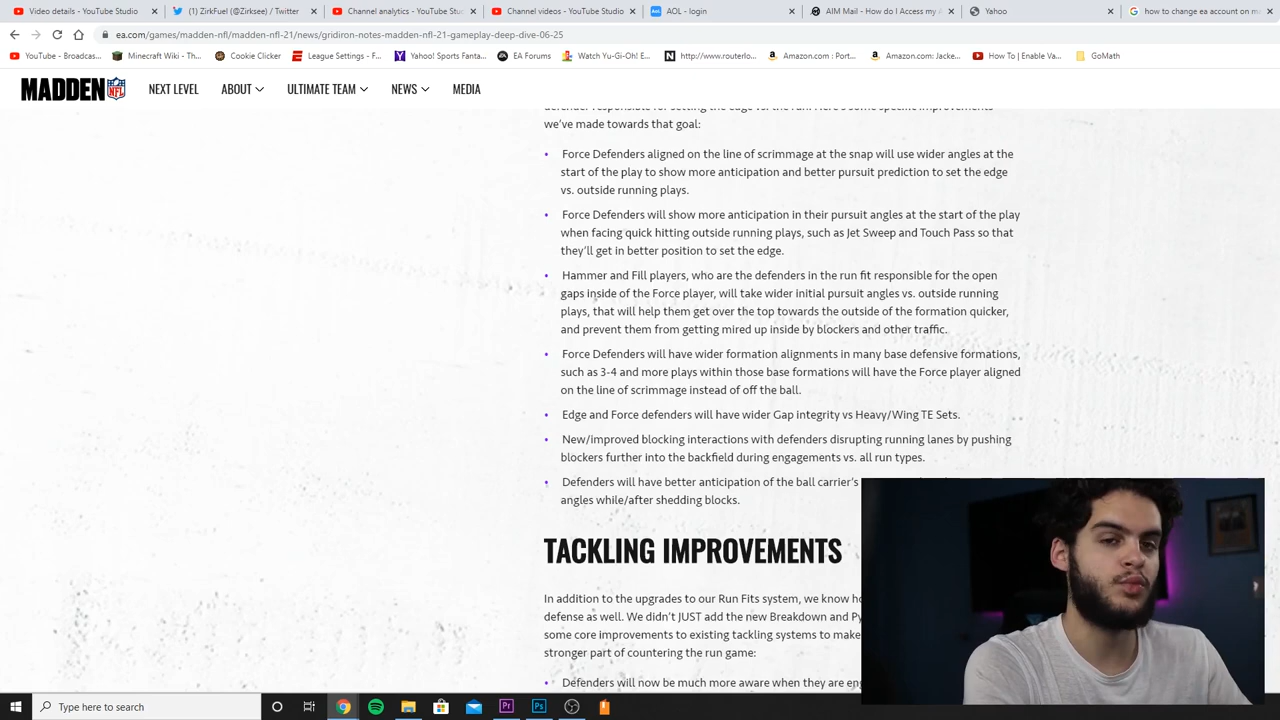 Video details - YouTube Studio
(1) ZirkFuel (@Zirksee) / Twitter
Channel analytics - YouTube Stu
Channel videos - YouTube Studio
AOL - login
AIM Mail - How do I Access my A
Yahoo
how to change ea account on m
ea.com/games/madden-nfl/madden-nfl-21/news/gridiron-notes-madden-nfl-21-gameplay-deep-dive-06-25
YouTube - Broadcas...
Minecraft Wiki - Th...
Cookie Clicker
League Settings - F...
Yahoo! Sports Fanta...
EA Forums
Watch Yu-Gi-Oh! E...
http://www.routerlo...
Amazon.com : Port...
Amazon.com: Jacke...
How To | Enable Va...
GoMath
MADDEN NFL
NEXT LEVEL
ABOUT
ULTIMATE TEAM
NEWS
MEDIA
defender responsible for setting the edge vs. the run. Here's some specific improvements
we've made towards that goal:
• Force Defenders aligned on the line of scrimmage at the snap will use wider angles at the
start of the play to show more anticipation and better pursuit prediction to set the edge
vs. outside running plays.
• Force Defenders will show more anticipation in their pursuit angles at the start of the play
when facing quick hitting outside running plays, such as Jet Sweep and Touch Pass so that
they'll get in better position to set the edge.
• Hammer and Fill players, who are the defenders in the run fit responsible for the open
gaps inside of the Force player, will take wider initial pursuit angles vs. outside running
plays, that will help them get over the top towards the outside of the formation quicker,
and prevent them from getting mired up inside by blockers and other traffic.
• Force Defenders will have wider formation alignments in many base defensive formations,
such as 3-4 and more plays within those base formations will have the Force player aligned
on the line of scrimmage instead of off the ball.
• Edge and Force defenders will have wider Gap integrity vs Heavy/Wing TE Sets.
• New/improved blocking interactions with defenders disrupting running lanes by pushing
blockers further into the backfield during engagements vs. all run types.
• Defenders will have better anticipation of the ball carrier's
angles while/after shedding blocks.
TACKLING IMPROVEMENTS
In addition to the upgrades to our Run Fits system, we know
defense as well. We didn't JUST add the new Breakdown and
some core improvements to existing tackling systems to make
stronger part of countering the run game:
• Defenders will now be much more aware when they are
Type here to search